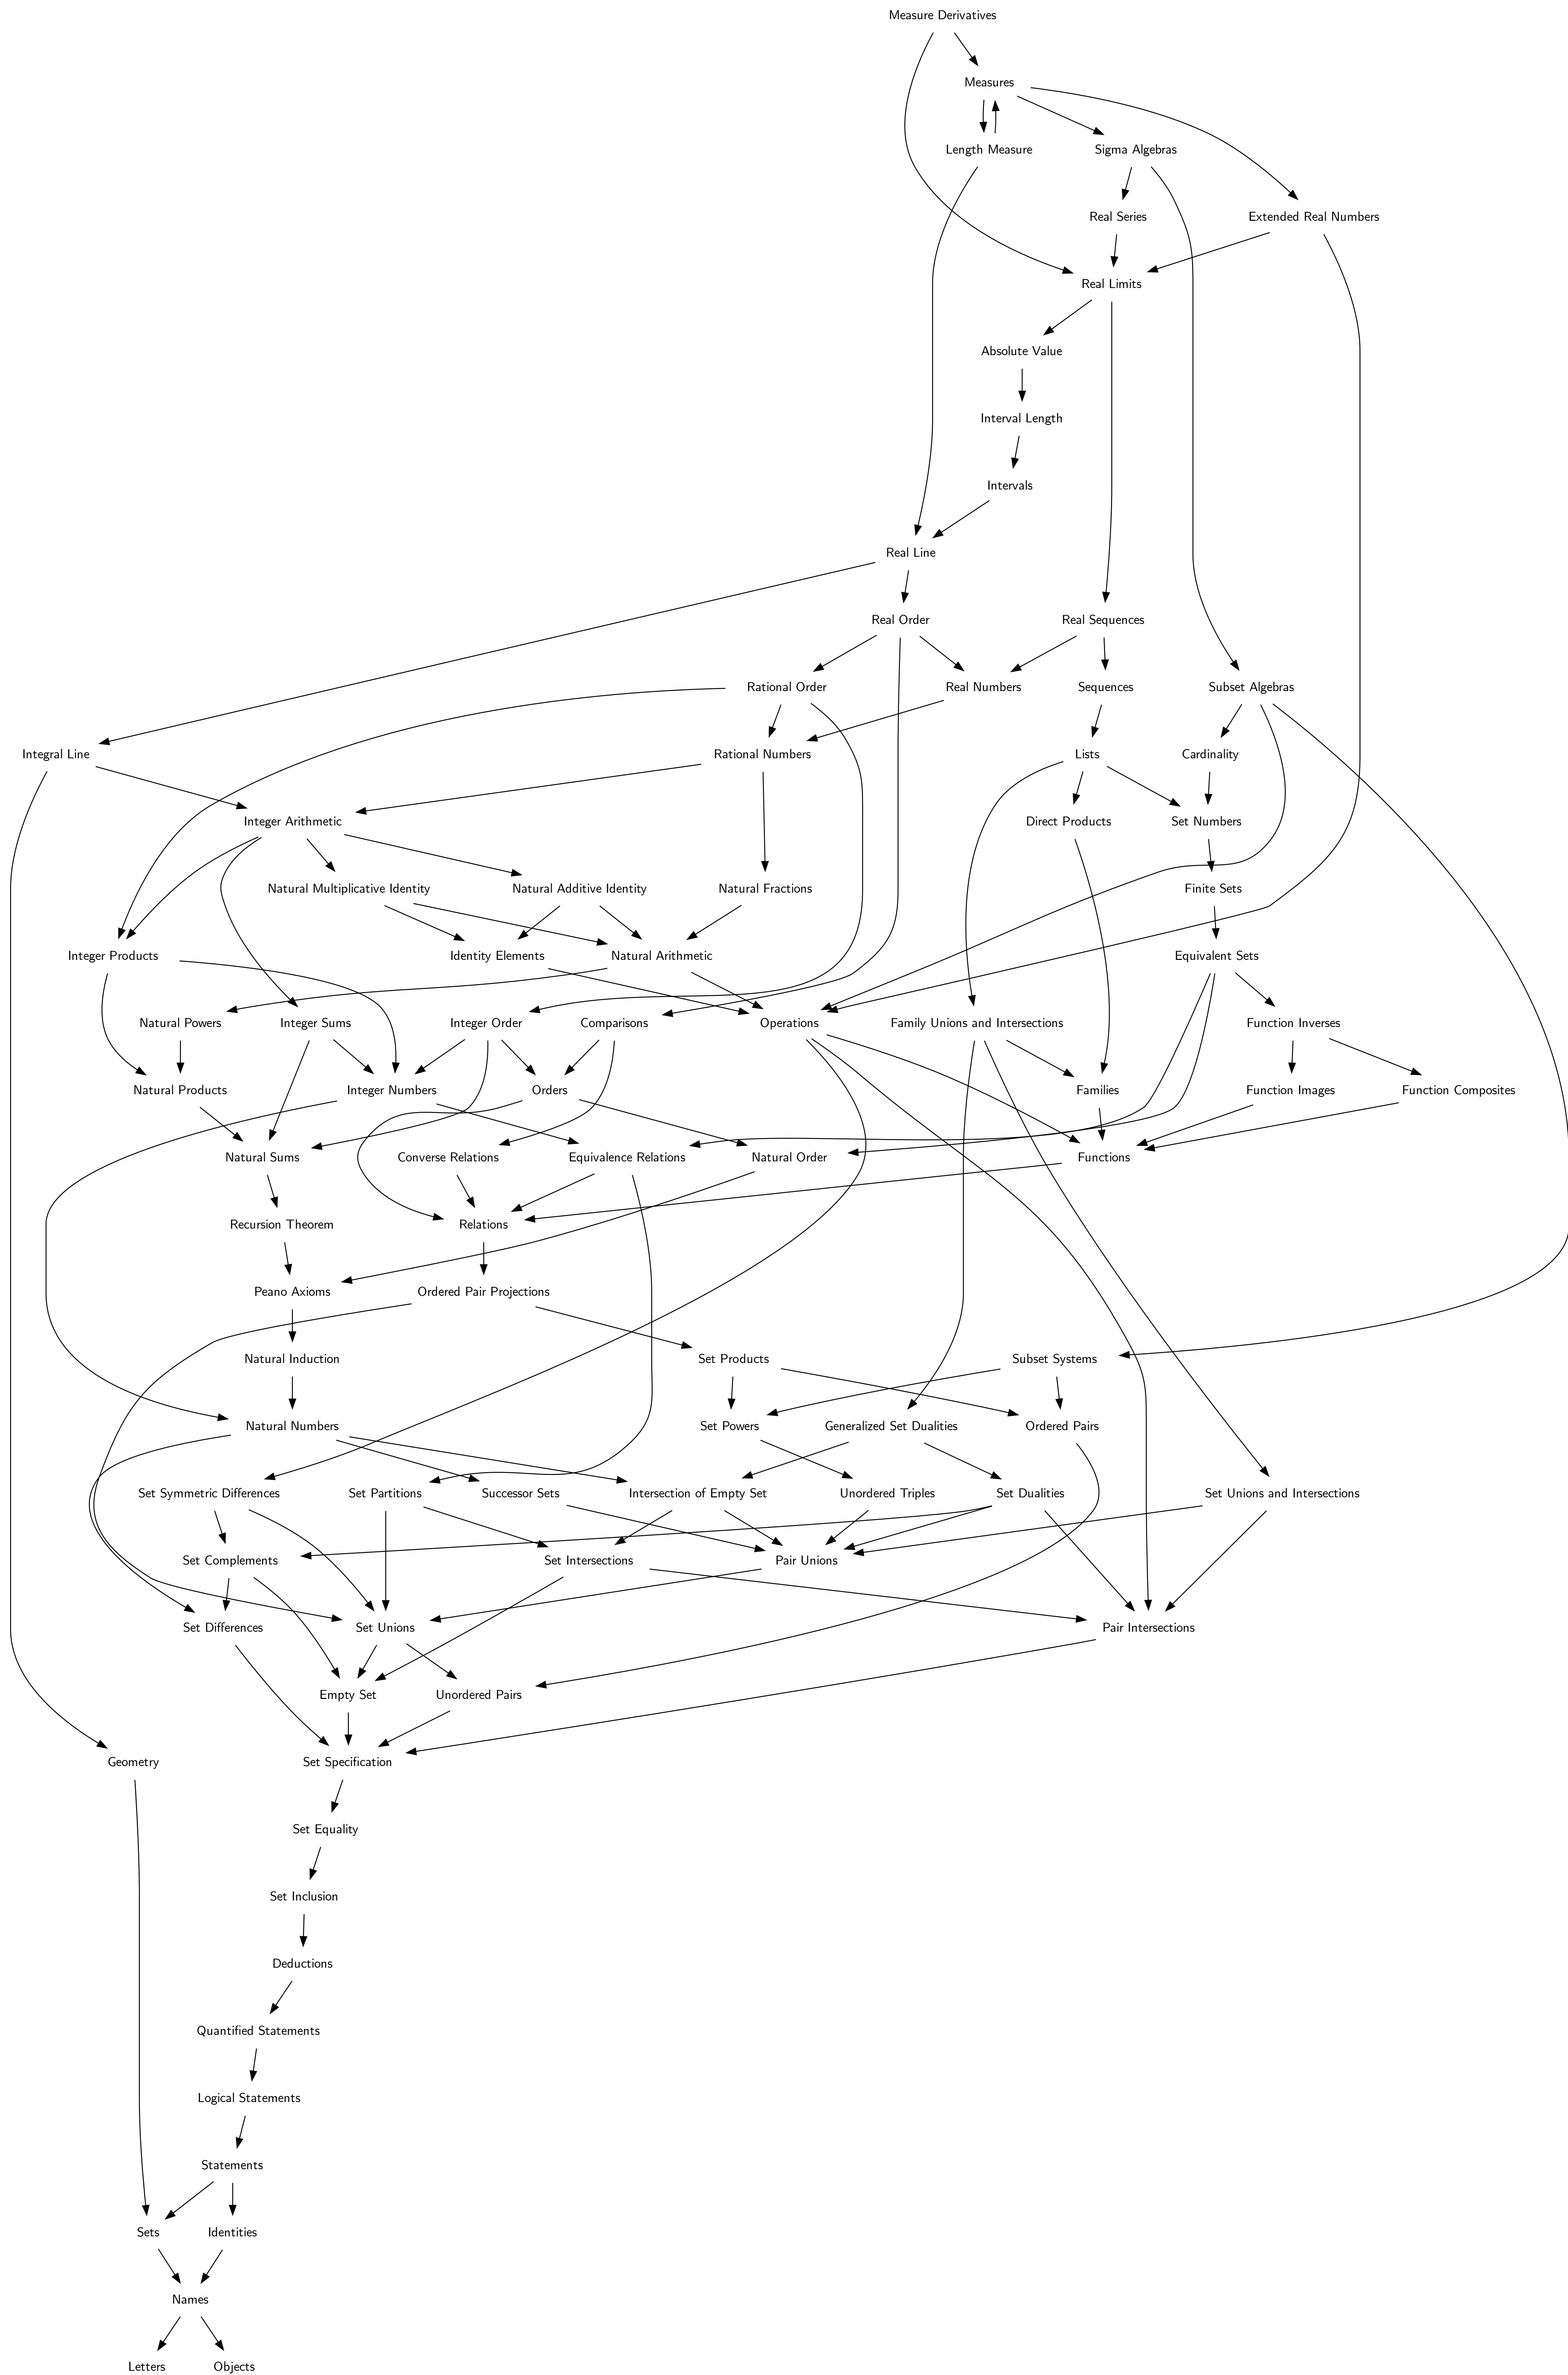 Measure Derivatives
Measures
Length Measure
Sigma Algebras
Real Series
Extended Real Numbers
Real Limits
Absolute Value
Interval Length
Intervals
Real Line
Real Order
Real Sequences
Rational Order
Real Numbers
Sequences
Subset Algebras
Integral Line
Rational Numbers
Lists
Cardinality
Integer Arithmetic
Direct Products
Set Numbers
Natural Multiplicative Identity
Natural Additive Identity
Natural Fractions
Finite Sets
Integer Products
Identity Elements
Natural Arithmetic
Equivalent Sets
Natural Powers
Integer Sums
Integer Order
Comparisons
Operations
Family Unions and Intersections
Function Inverses
Natural Products
Integer Numbers
Orders
Families
Function Images
Function Composites
Natural Sums
Converse Relations
Equivalence Relations
Natural Order
Functions
Recursion Theorem
Relations
Peano Axioms
Ordered Pair Projections
Natural Induction
Set Products
Subset Systems
Natural Numbers
Set Powers
Generalized Set Dualities
Ordered Pairs
Set Symmetric Differences
Set Partitions
Successor Sets
Intersection of Empty Set
Unordered Triples
Set Dualities
Set Unions and Intersections
Set Complements
Set Intersections
Pair Unions
Set Differences
Set Unions
Pair Intersections
Empty Set
Unordered Pairs
Geometry
Set Specification
Set Equality
Set Inclusion
Deductions
Quantified Statements
Logical Statements
Statements
Sets
Identities
Names
Letters
Objects